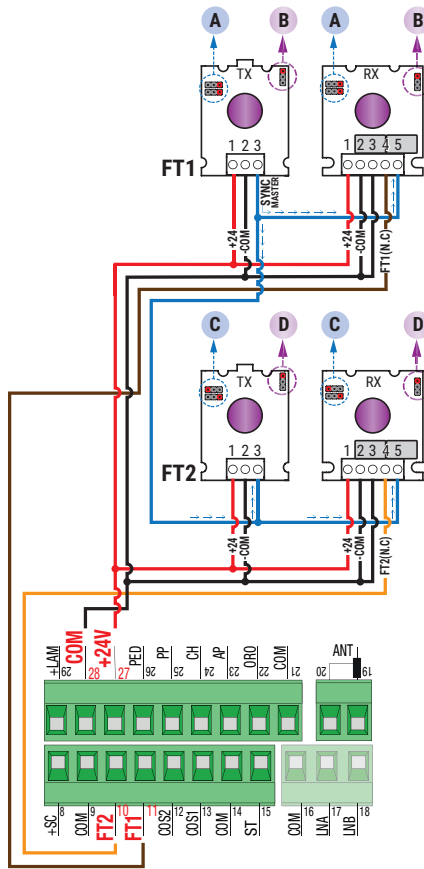 A B A B
TX RX
1 2 3 1 2 3 4 5
FT1
SYNC
MASTER
+24 -COM +24 -COM FT1(N.C)
C D C D
TX RX
1 2 3 1 2 3 4 5
FT2
+24 -COM +24 -COM FT2(N.C)
+LAM COM +24V PED PP CH AP ORO COM ANT
29 28 27 26 25 24 23 22 21 20 19
8 9 10 11 12 13 14 15 16 17 18
+SC COM FT2 FT1 COS2 COS1 COM ST COM LNA LNB